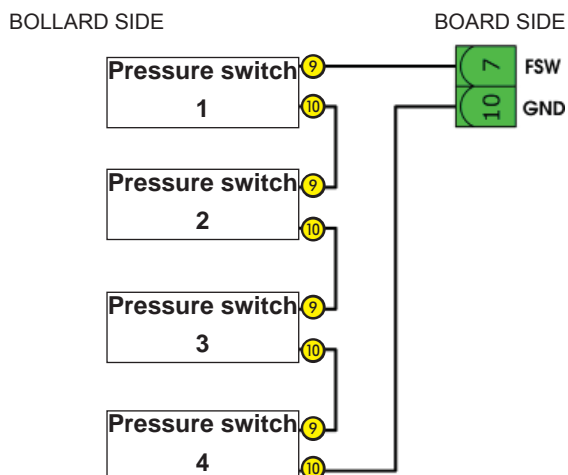 BOLLARD SIDE
BOARD SIDE
Pressure switch 9
1
10
7 FSW
10 GND
Pressure switch 9
2
10
Pressure switch 9
3
10
Pressure switch 9
4
10